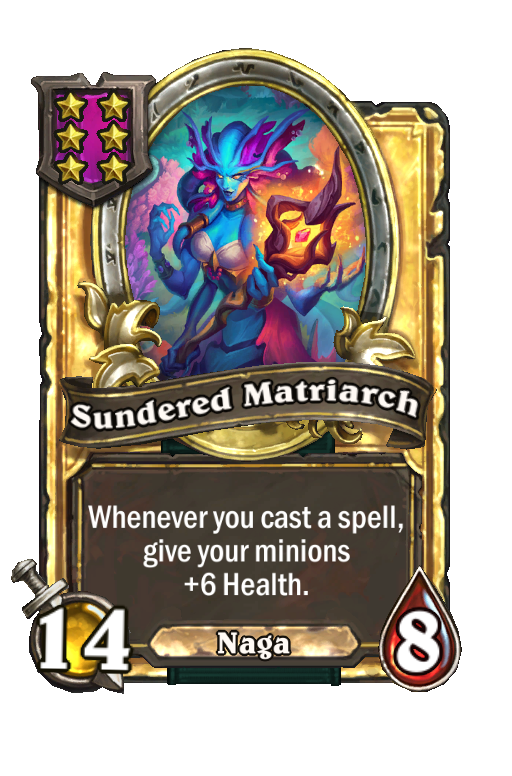 Sundered Matriarch
Whenever you cast a spell,
give your minions
+6 Health.
14
Naga
8